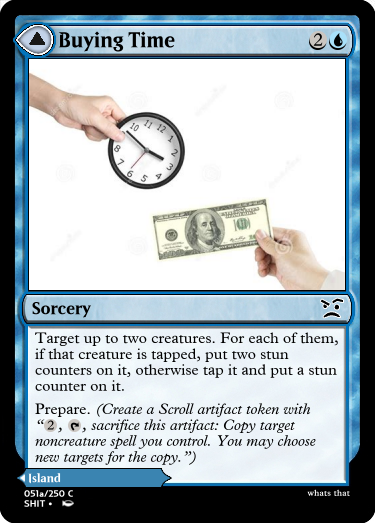 Buying Time 2
Sorcery
Target up to two creatures. For each of them,
if that creature is tapped, put two stun
counters on it, otherwise tap it and put a stun
counter on it.
Prepare. (Create a Scroll artifact token with
“2, , sacrifice this artifact: Copy target
noncreature spell you control. You may choose
new targets for the copy.”)
Island
051a/250 C
SHIT •
whats that